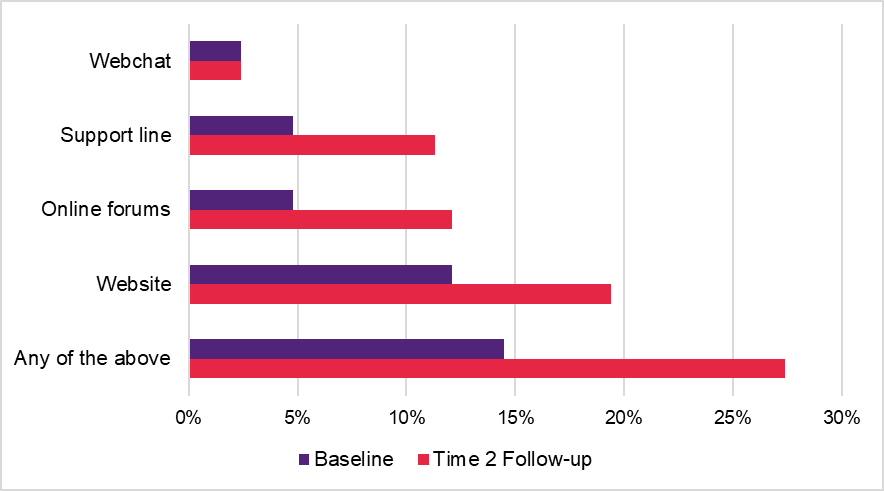 Webchat
Support line
Online forums
Website
Any of the above
0% 5% 10% 15% 20% 25% 30%
Baseline Time 2 Follow-up